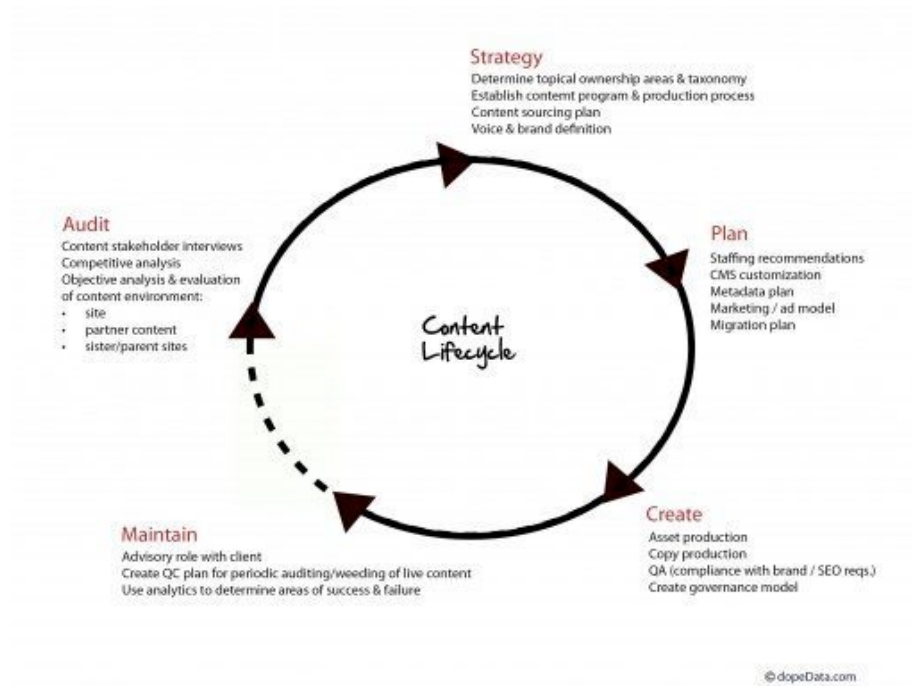 Strategy
Determine topical ownership areas & taxonomy
Establish contemt program & production process
Content sourcing plan
Voice & brand definition
Plan
Staffing recommendations
CMS customization
Metadata plan
Marketing / ad model
Migration plan
Create
Asset production
Copy production
QA (compliance with brand / SEO reqs.)
Create governance model
Maintain
Advisory role with client
Create QC plan for periodic auditing/weeding of live content
Use analytics to determine areas of success & failure
Audit
Content stakeholder interviews
Competitive analysis
Objective analysis & evaluation
of content environment:
• site
• partner content
• sister/parent sites
Content
Lifecycle
© dopeData.com